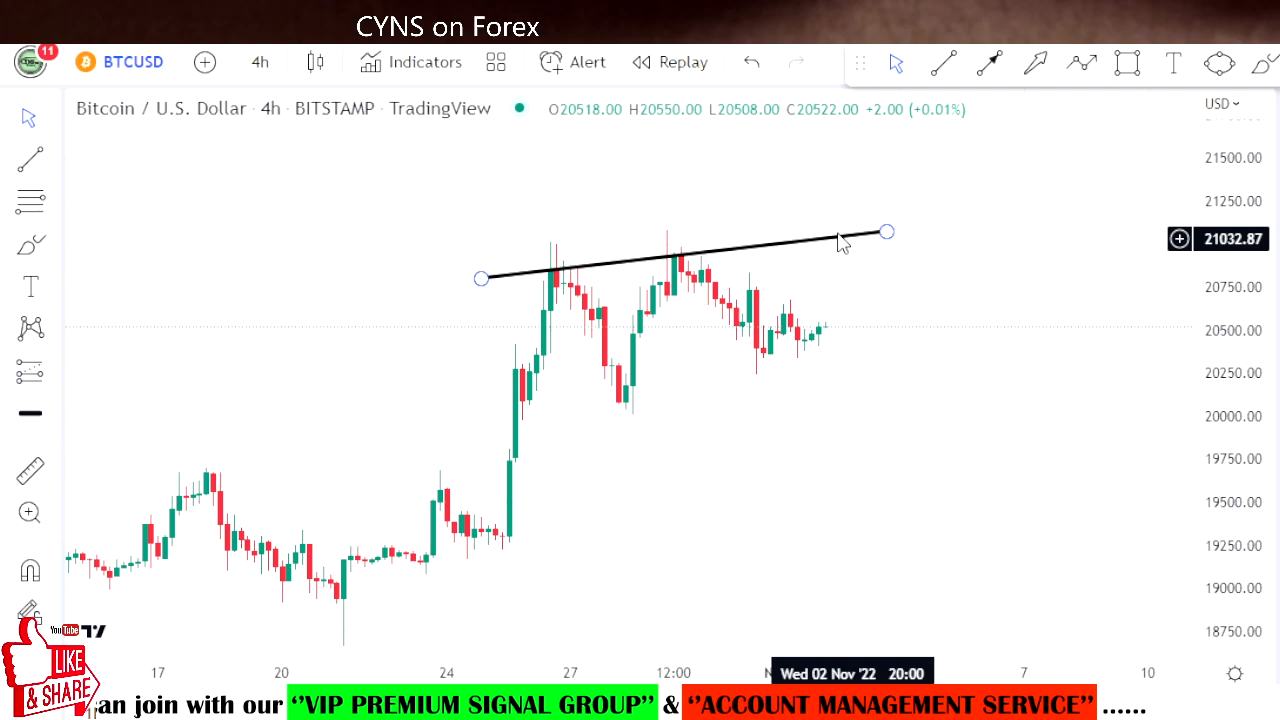 CYNS on Forex
11
BTCUSD 4h Indicators Alert Replay T
Bitcoin / U.S. Dollar · 4h · BITSTAMP · TradingView O20518.00 H20550.00 L20508.00 C20522.00 +2.00 (+0.01%) USD
21500.00
21250.00
21032.87
20750.00
20500.00
20250.00
20000.00
19750.00
19500.00
19250.00
19000.00
18750.00
T
17 20 24 27 12:00 Wed 02 Nov '22 20:00 7 10
YouTube
LIKE
& SHARE
an join with our "VIP PREMIUM SIGNAL GROUP" & "ACCOUNT MANAGEMENT SERVICE" ......